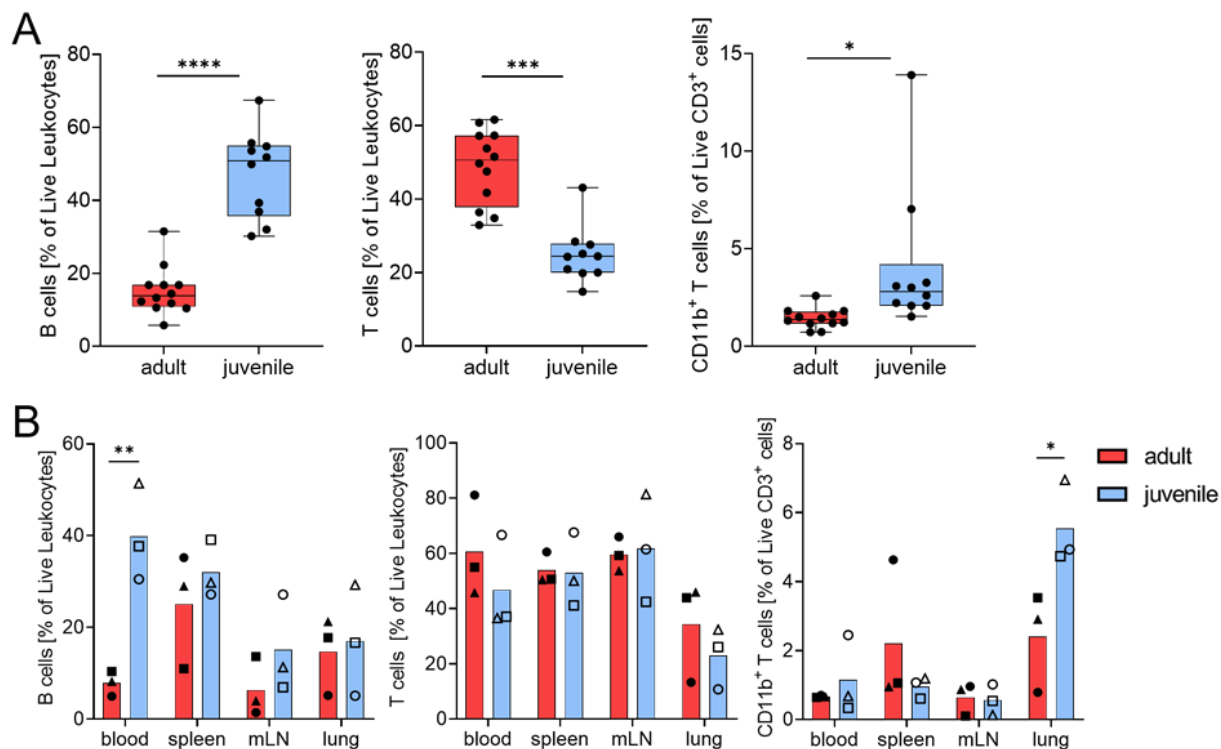 A
B cells [% of Live Leukocytes]
80
60
40
20
0
****
adult juvenile
T cells [% of Live Leukocytes]
80
60
40
20
0
***
adult juvenile
CD11b⁺ T cells [% of Live CD3⁺ cells]
15
10
5
0
*
adult juvenile
B
B cells [% of Live Leukocytes]
60
40
20
0
**
blood spleen mLN lung
T cells [% of Live Leukocytes]
100
80
60
40
20
0
blood spleen mLN lung
CD11b⁺ T cells [% of Live CD3⁺ cells]
8
6
4
2
0
*
blood spleen mLN lung
adult
juvenile